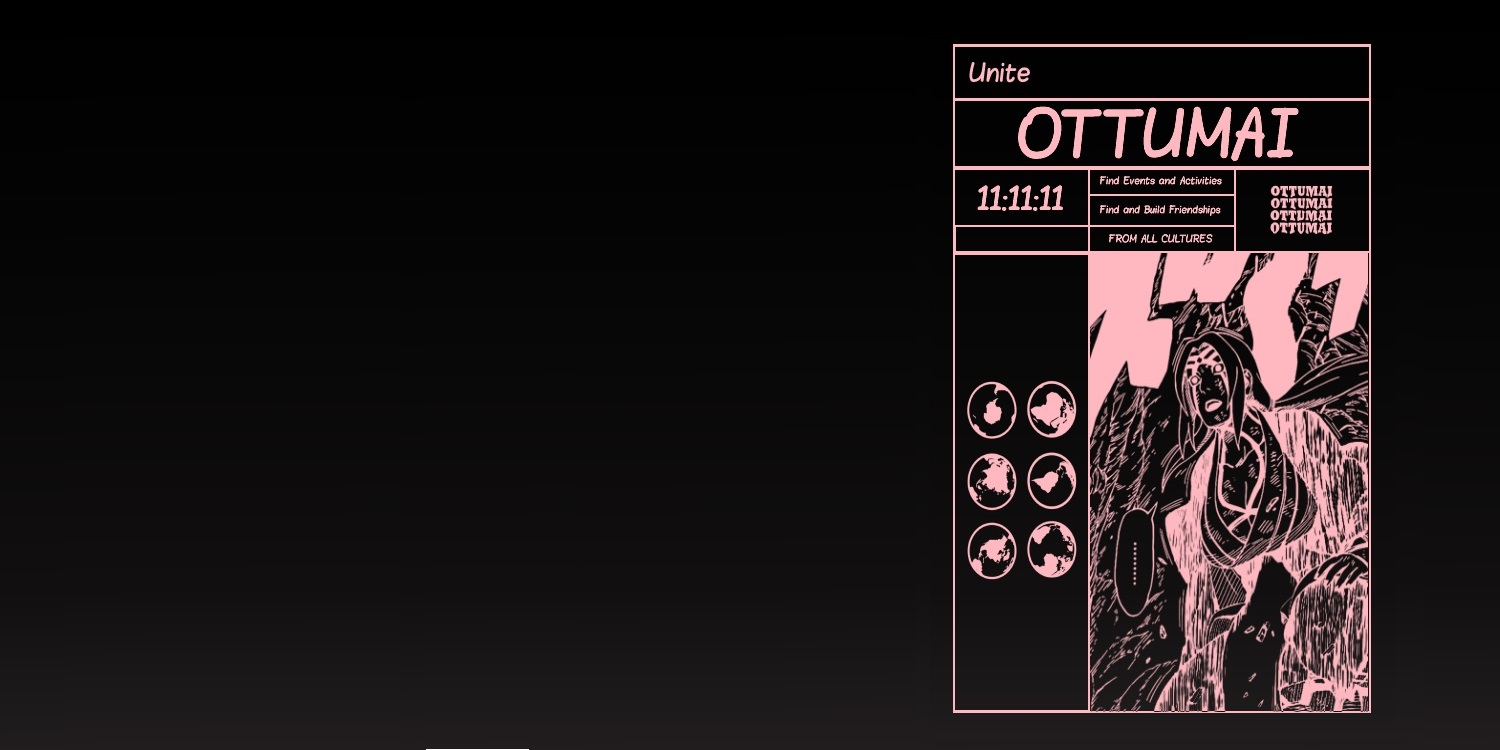 Unite
OTTUMAI
11:11:11
Find Events and Activities
Find and Build Friendships
FROM ALL CULTURES
OTTUMAI
OTTUMAI
OTTUMAI
OTTUMAI